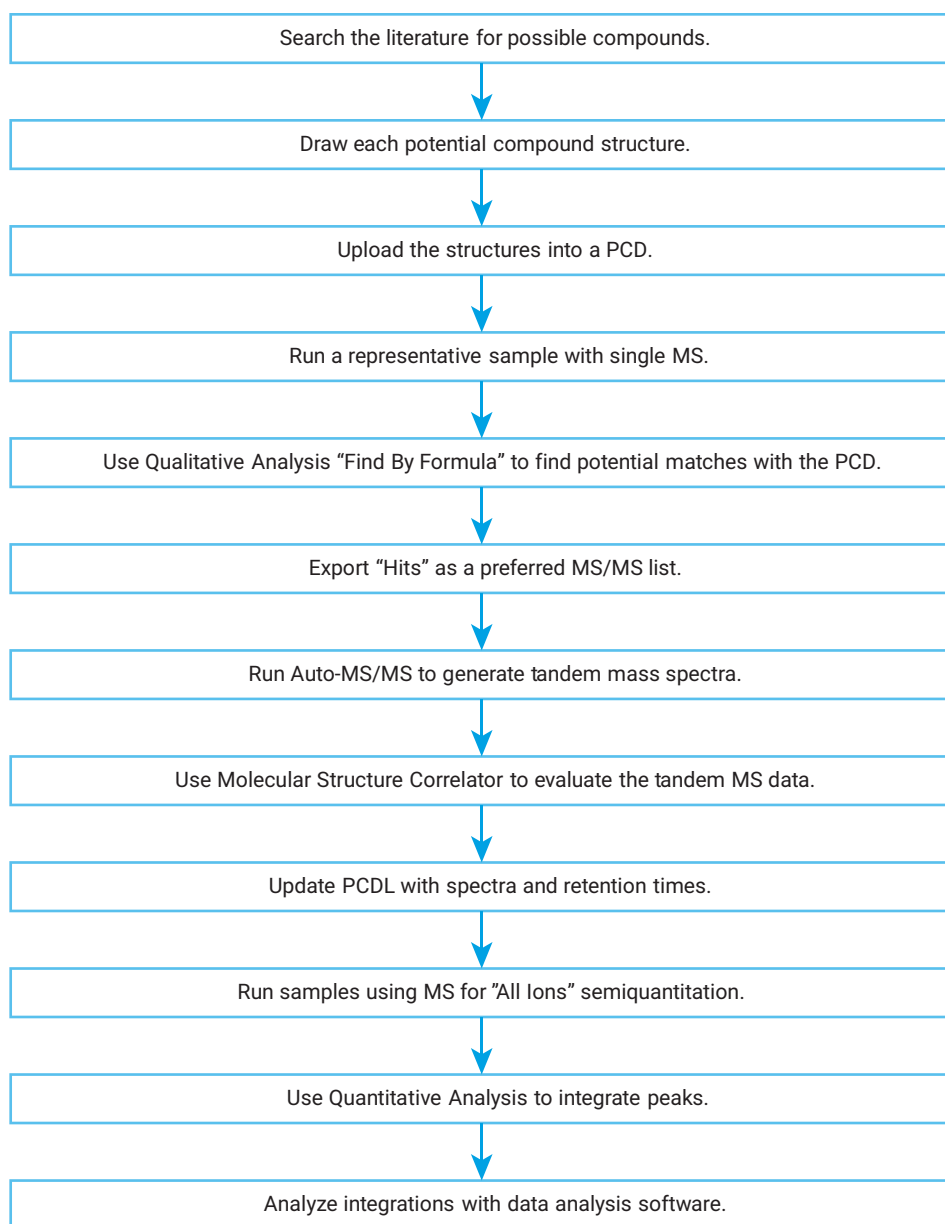 Search the literature for possible compounds.
Draw each potential compound structure.
Upload the structures into a PCD.
Run a representative sample with single MS.
Use Qualitative Analysis “Find By Formula” to find potential matches with the PCD.
Export “Hits” as a preferred MS/MS list.
Run Auto-MS/MS to generate tandem mass spectra.
Use Molecular Structure Correlator to evaluate the tandem MS data.
Update PCDL with spectra and retention times.
Run samples using MS for ”All Ions” semiquantitation.
Use Quantitative Analysis to integrate peaks.
Analyze integrations with data analysis software.